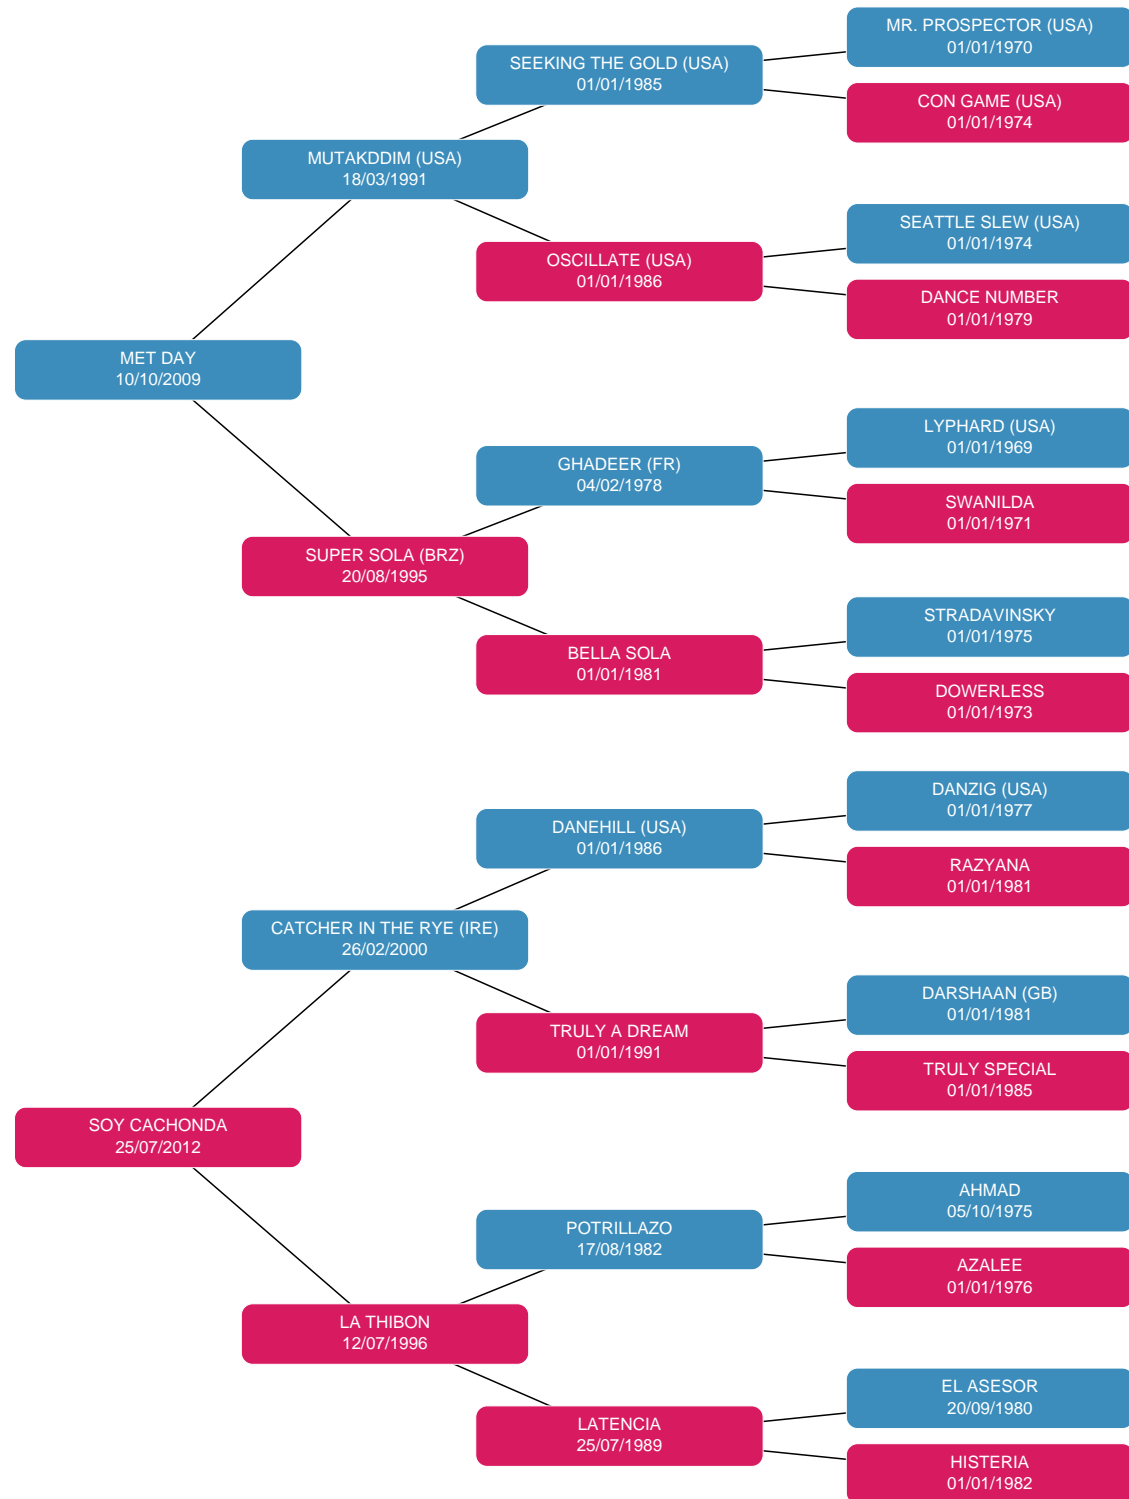 MR. PROSPECTOR (USA)
01/01/1970
SEEKING THE GOLD (USA)
01/01/1985
CON GAME (USA)
01/01/1974
MUTAKDDIM (USA)
18/03/1991
SEATTLE SLEW (USA)
01/01/1974
OSCILLATE (USA)
01/01/1986
DANCE NUMBER
01/01/1979
MET DAY
10/10/2009
LYPHARD (USA)
01/01/1969
GHADEER (FR)
04/02/1978
SWANILDA
01/01/1971
SUPER SOLA (BRZ)
20/08/1995
STRADAVINSKY
01/01/1975
BELLA SOLA
01/01/1981
DOWERLESS
01/01/1973
DANZIG (USA)
01/01/1977
DANEHILL (USA)
01/01/1986
RAZYANA
01/01/1981
CATCHER IN THE RYE (IRE)
26/02/2000
DARSHAAN (GB)
01/01/1981
TRULY A DREAM
01/01/1991
TRULY SPECIAL
01/01/1985
SOY CACHONDA
25/07/2012
AHMAD
05/10/1975
POTRILLAZO
17/08/1982
AZALEE
01/01/1976
LA THIBON
12/07/1996
EL ASESOR
20/09/1980
LATENCIA
25/07/1989
HISTERIA
01/01/1982